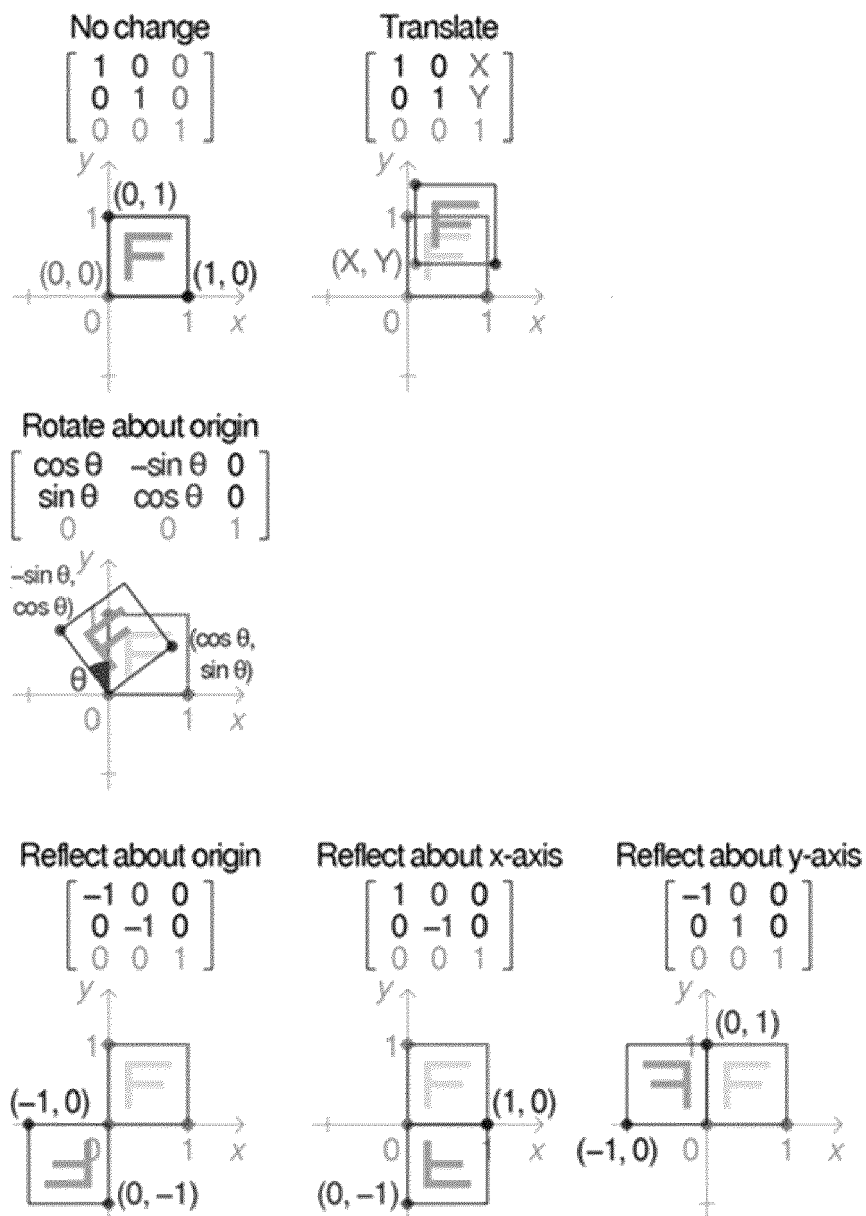 No change
Translate
1 0 0
0 1 0
0 0 1
1 0 X
0 1 Y
0 0 1
y
(0, 1)
1
F
(0, 0)
(1, 0)
0
1
x
y
1
F
F
(X, Y)
0
1
x
Rotate about origin
cos θ −sin θ 0
sin θ cos θ 0
0 0 1
y
−sin θ,
cos θ)
F
F
(cos θ,
sin θ)
θ
0
1
x
Reflect about origin
Reflect about x-axis
Reflect about y-axis
−1 0 0
0 −1 0
0 0 1
1 0 0
0 −1 0
0 0 1
−1 0 0
0 1 0
0 0 1
y
1
F
(−1, 0)
0
1
x
F
(0, −1)
y
1
F
(1, 0)
0
1
x
F
(0, −1)
y
(0, 1)
1
F
F
(−1, 0)
0
1
x